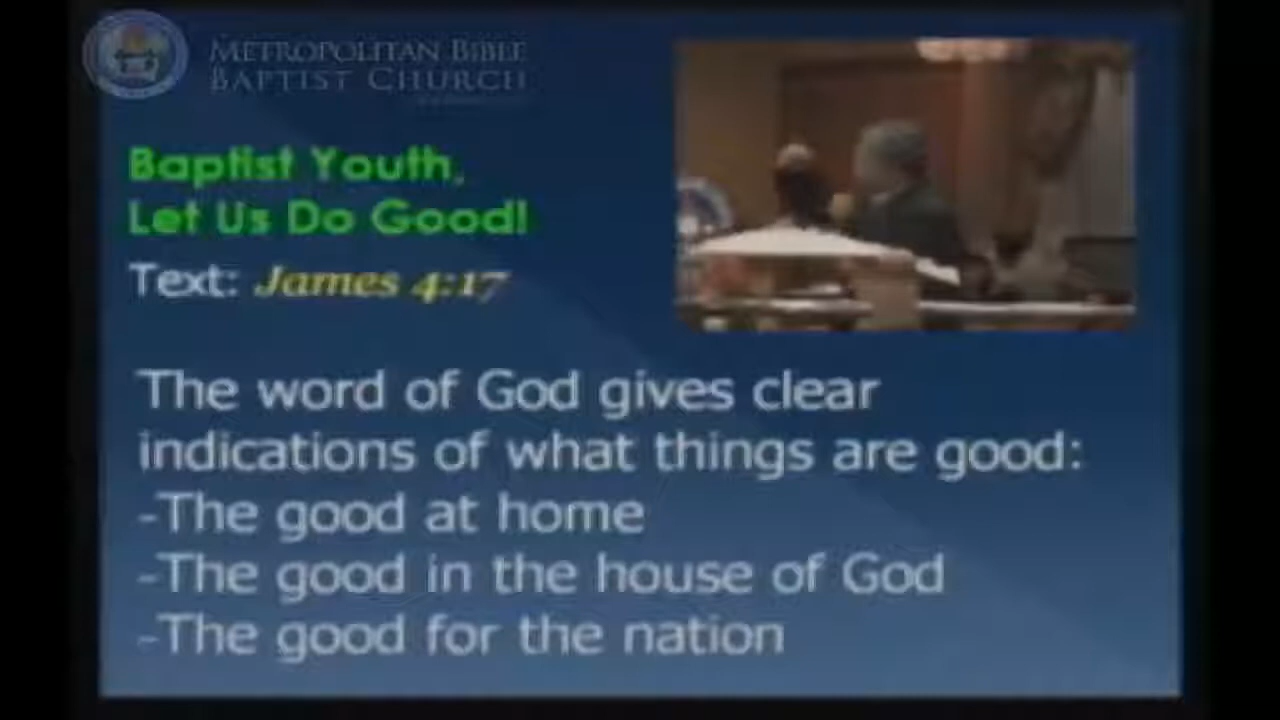 METROPOLITAN BIBLE
BAPTIST CHURCH
Baptist Youth,
Let Us Do Good!
Text: James 4:17
The word of God gives clear
indications of what things are good:
-The good at home
-The good in the house of God
-The good for the nation